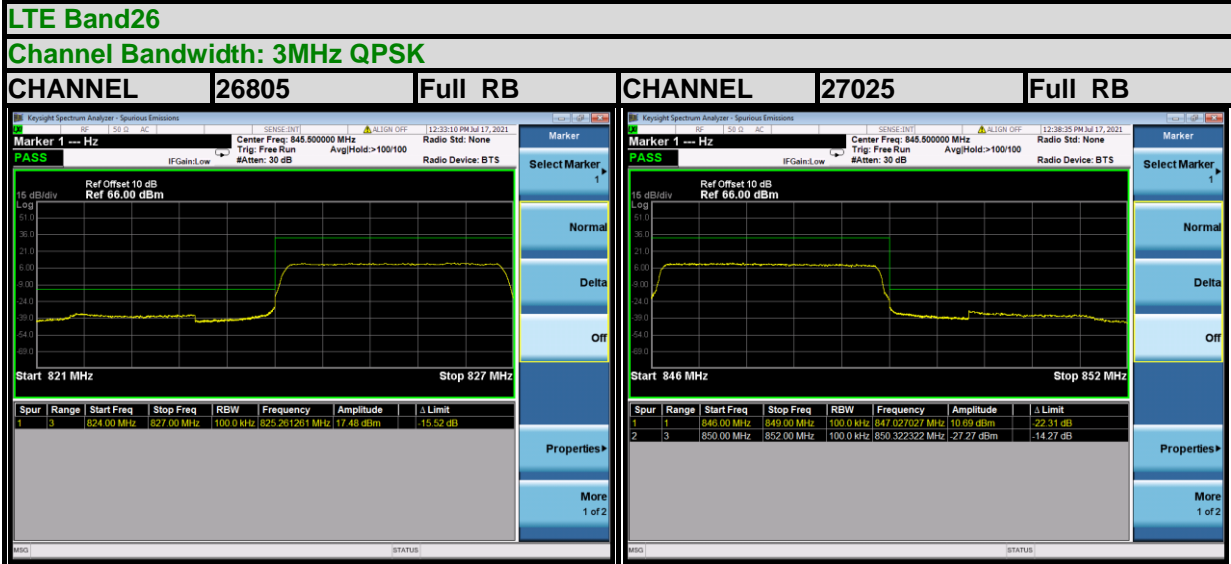 LTE Band26
Channel Bandwidth: 3MHz QPSK
CHANNEL 26805 Full RB CHANNEL 27025 Full RB
Keysight Spectrum Analyzer - Spurious Emissions
RF 50 Ω AC SENSE:INT ALIGN OFF 12:33:10 PM Jul 17, 2021
Marker 1 --- Hz
Center Freq: 845.500000 MHz Radio Std: None
Trig: Free Run Avg|Hold:>100/100
PASS IFGain:Low #Atten: 30 dB Radio Device: BTS
Ref Offset 10 dB
15 dB/div Ref 66.00 dBm
Log
51.0
36.0
21.0
6.00
-9.00
-24.0
-39.0
-54.0
-69.0
Start 821 MHz Stop 827 MHz
Spur Range Start Freq Stop Freq RBW Frequency Amplitude Δ Limit
1 3 824.00 MHz 827.00 MHz 100.0 kHz 825.261261 MHz 17.48 dBm -15.52 dB
MSG STATUS
Marker
Select Marker
1
Normal
Delta
Off
Properties
More
1 of 2
Keysight Spectrum Analyzer - Spurious Emissions
RF 50 Ω AC SENSE:INT ALIGN OFF 12:38:35 PM Jul 17, 2021
Marker 1 --- Hz
Center Freq: 845.500000 MHz Radio Std: None
Trig: Free Run Avg|Hold:>100/100
PASS IFGain:Low #Atten: 30 dB Radio Device: BTS
Ref Offset 10 dB
15 dB/div Ref 66.00 dBm
Log
51.0
36.0
21.0
6.00
-9.00
-24.0
-39.0
-54.0
-69.0
Start 846 MHz Stop 852 MHz
Spur Range Start Freq Stop Freq RBW Frequency Amplitude Δ Limit
1 1 846.00 MHz 849.00 MHz 100.0 kHz 847.027027 MHz 10.69 dBm -22.31 dB
2 3 850.00 MHz 852.00 MHz 100.0 kHz 850.322322 MHz -27.27 dBm -14.27 dB
MSG STATUS
Marker
Select Marker
1
Normal
Delta
Off
Properties
More
1 of 2